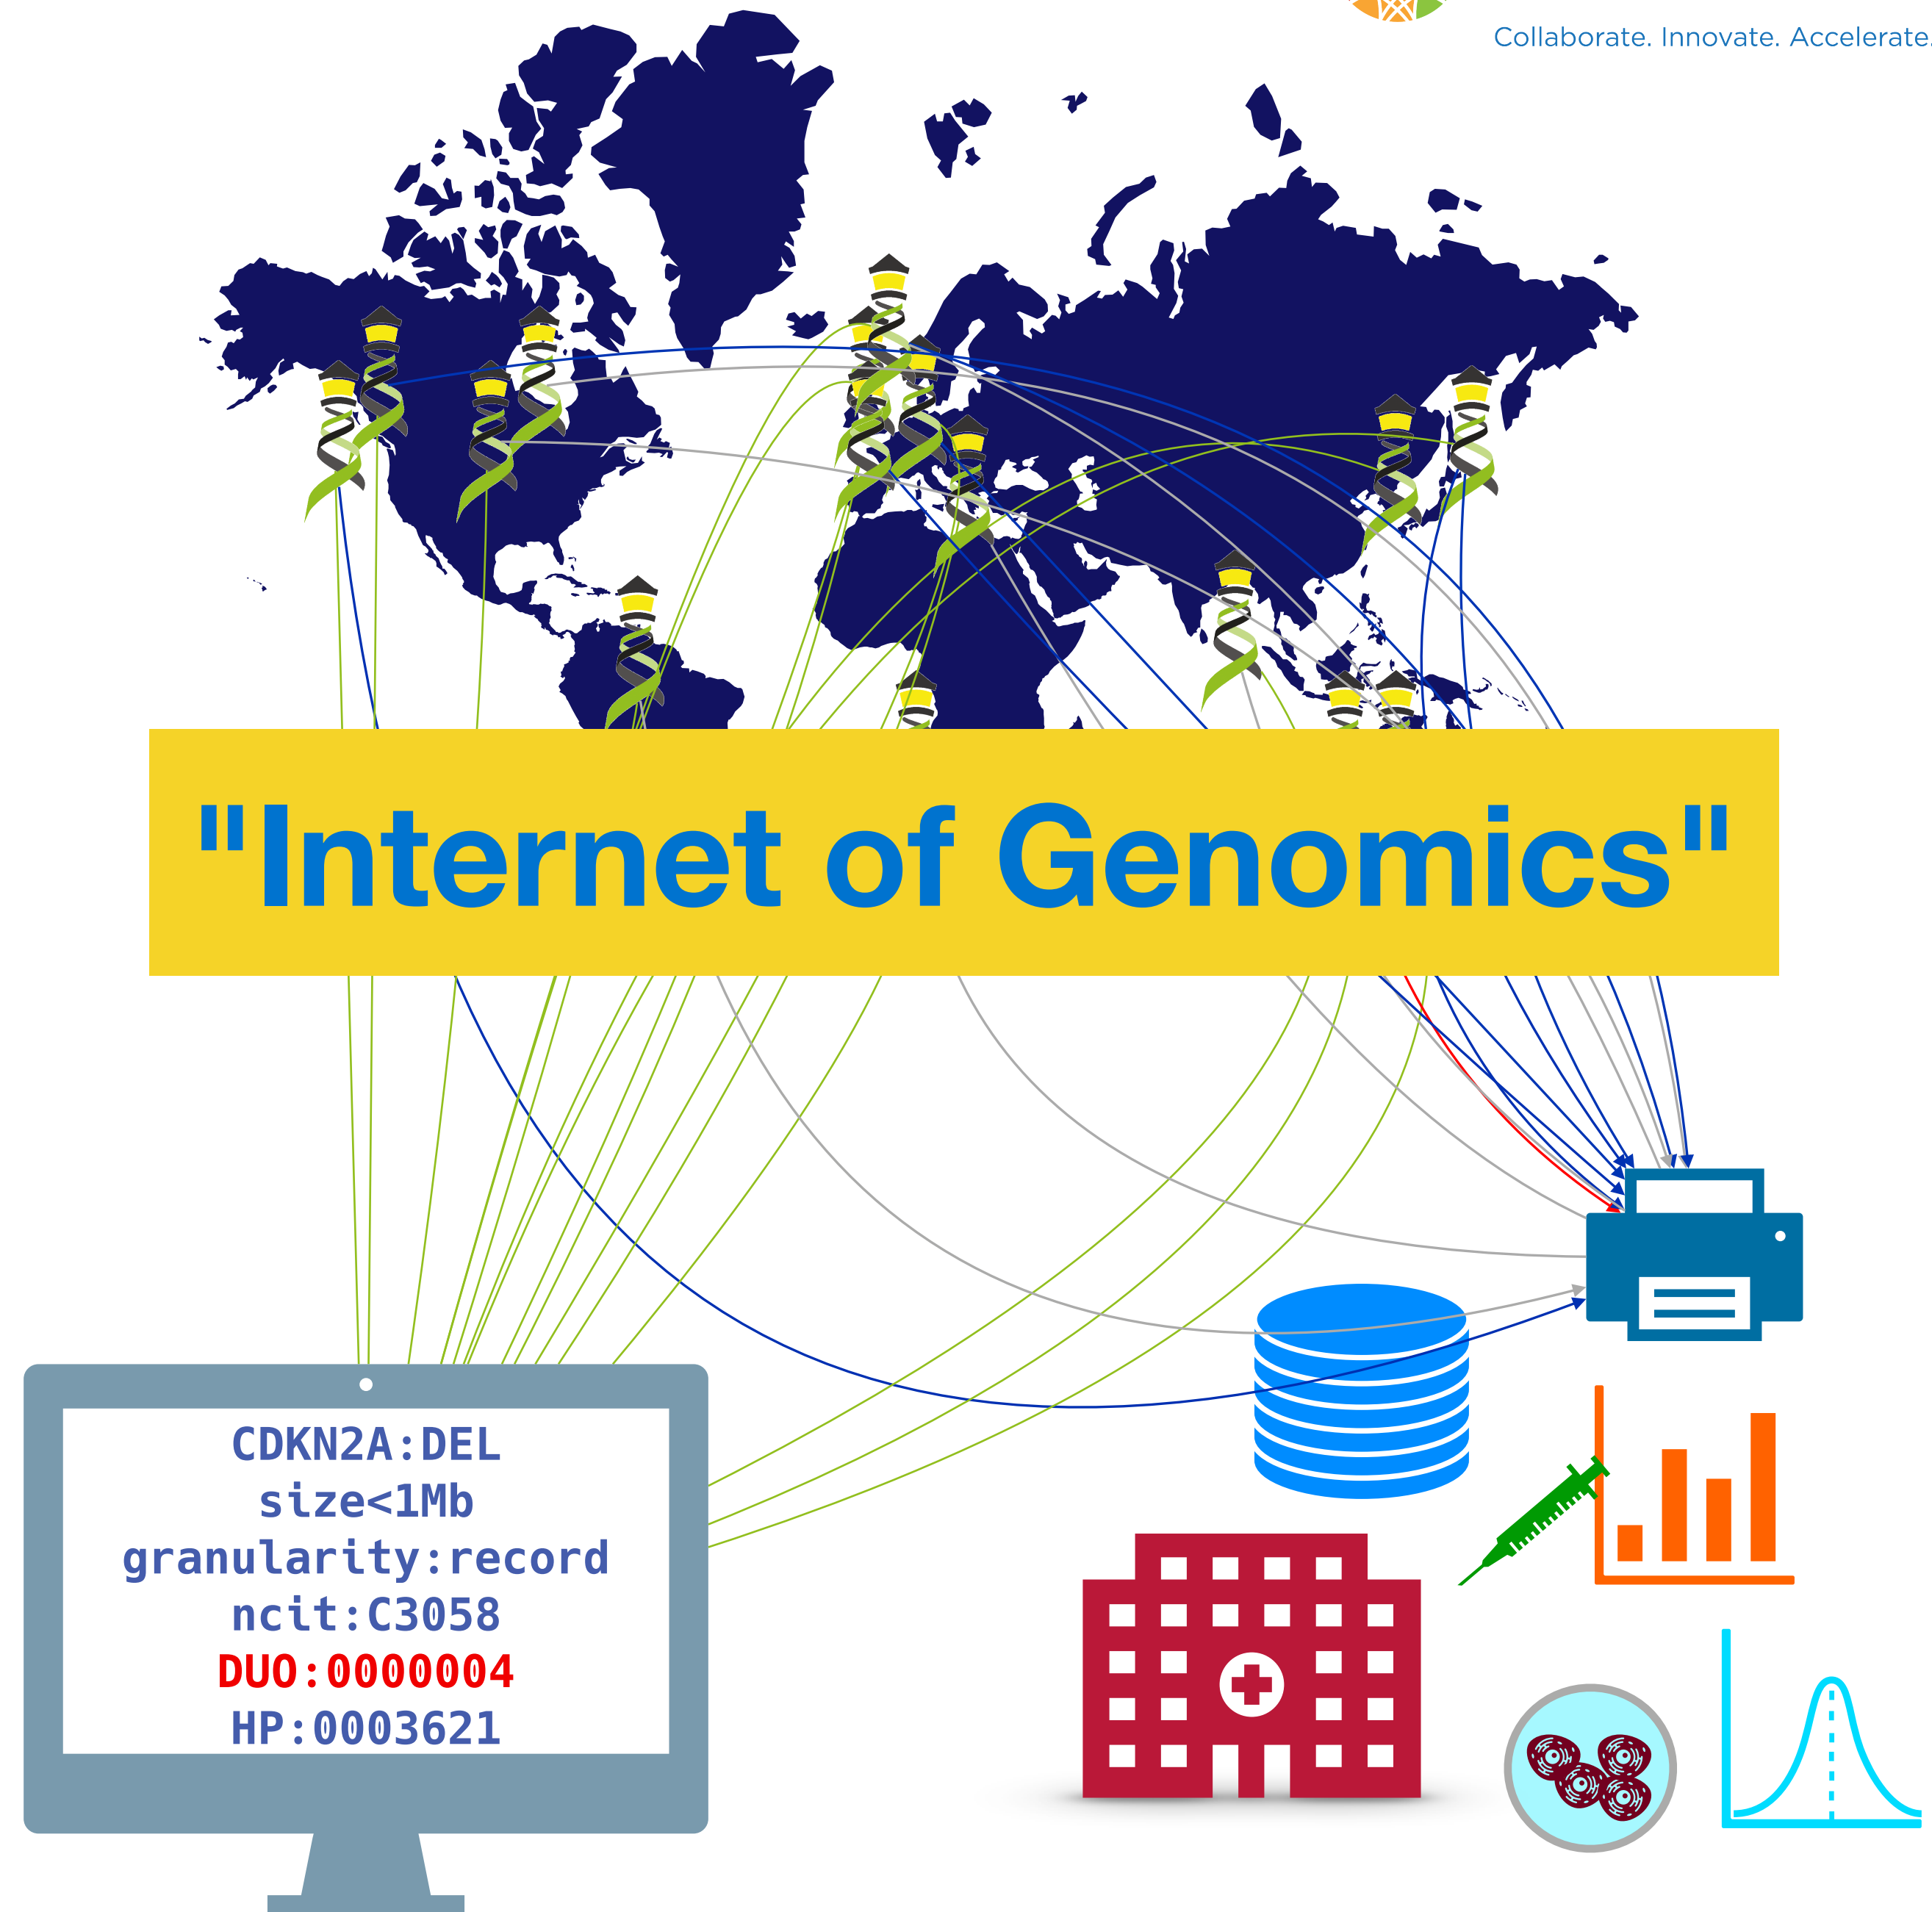 Collaborate. Innovate. Accelerate.
"Internet of Genomics"
CDKN2A:DEL
size<1Mb
granularity:record
ncit:C3058
DUO:0000004
HP:0003621